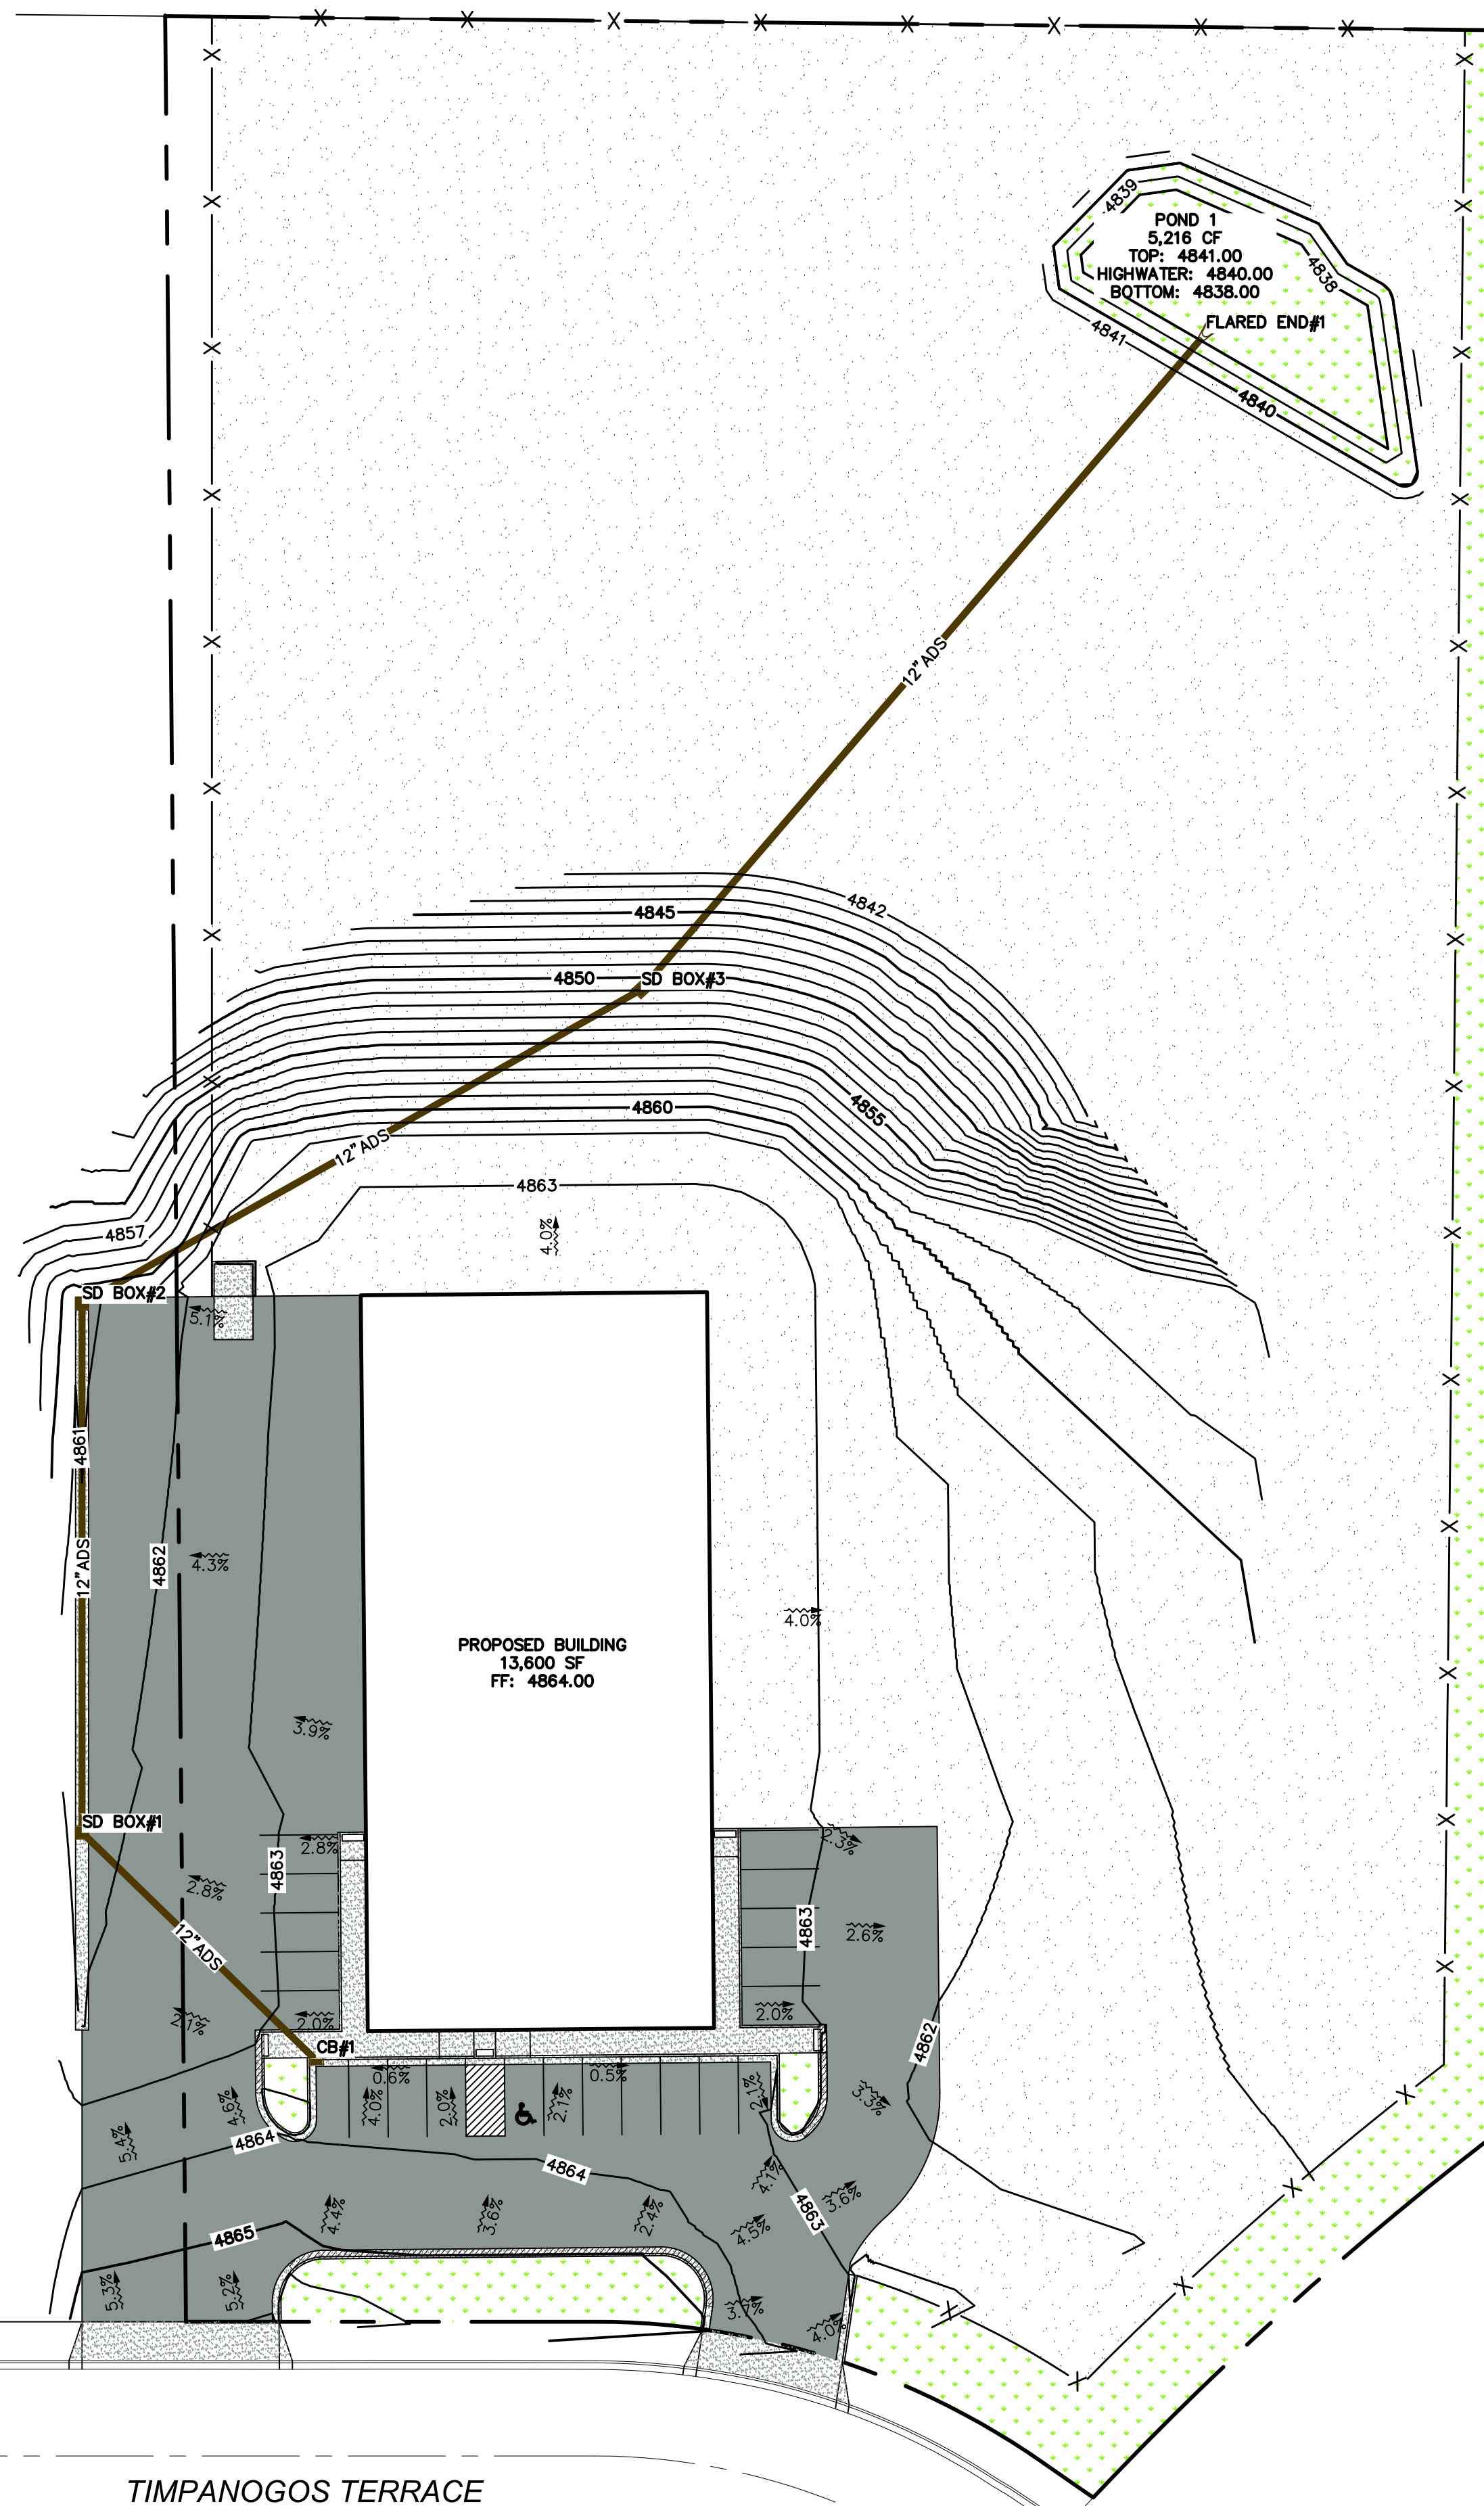 4839
POND 1
5,216 CF
TOP: 4841.00
HIGHWATER: 4840.00
BOTTOM: 4838.00
4838
FLARED END#1
4841
4840
12"ADS
4842
4845
4850
SD BOX#3
4855
4860
12"ADS
4863
4.0%
4857
SD BOX#2
5.1%
4861
12"ADS
4862
4.3%
4.0%
PROPOSED BUILDING
13,600 SF
FF: 4864.00
3.9%
SD BOX#1
2.8%
2.3%
4863
2.8%
4863
2.6%
12"ADS
2.1%
2.0%
2.0%
CB#1
4862
0.6%
0.5%
4.6%
4.0%
2.0%
2.1%
2.1%
3.3%
5.4%
4864
4864
4.1%
4863
3.6%
4865
4.4%
3.6%
2.4%
4.5%
5.3%
5.2%
3.7%
4.0%
TIMPANOGOS TERRACE